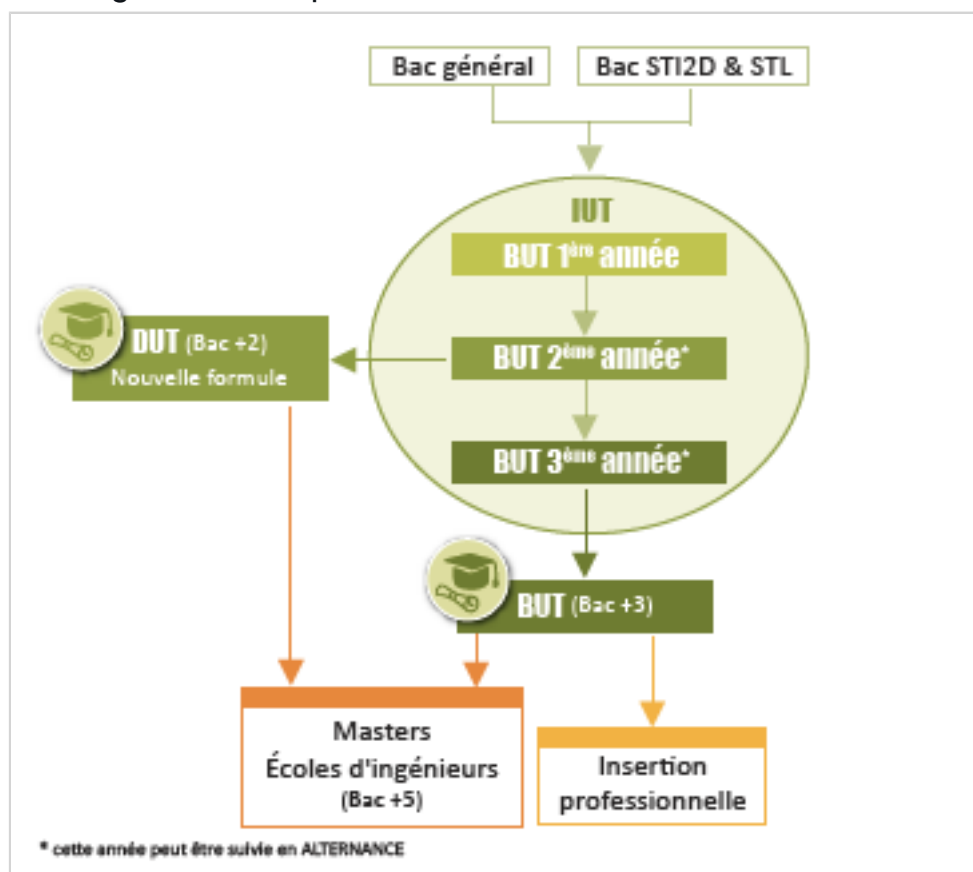 Bac général
Bac STI2D & STL
IUT
BUT 1ère année
BUT 2ème année*
DUT (Bac +2)
Nouvelle formule
BUT 3ème année*
BUT (Bac +3)
Masters
Écoles d'ingénieurs
(Bac +5)
Insertion
professionnelle
* cette année peut être suivie en ALTERNANCE